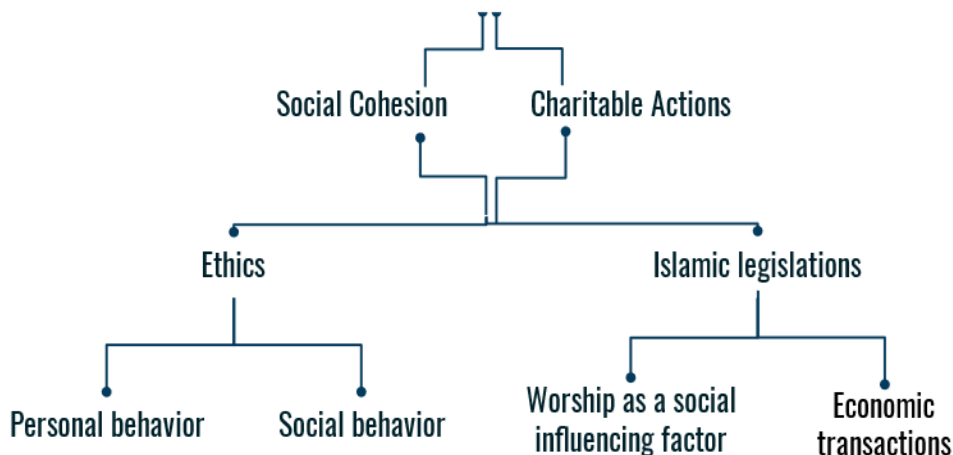 Social Cohesion
Charitable Actions
Ethics
Islamic legislations
Personal behavior
Social behavior
Worship as a social
influencing factor
Economic
transactions